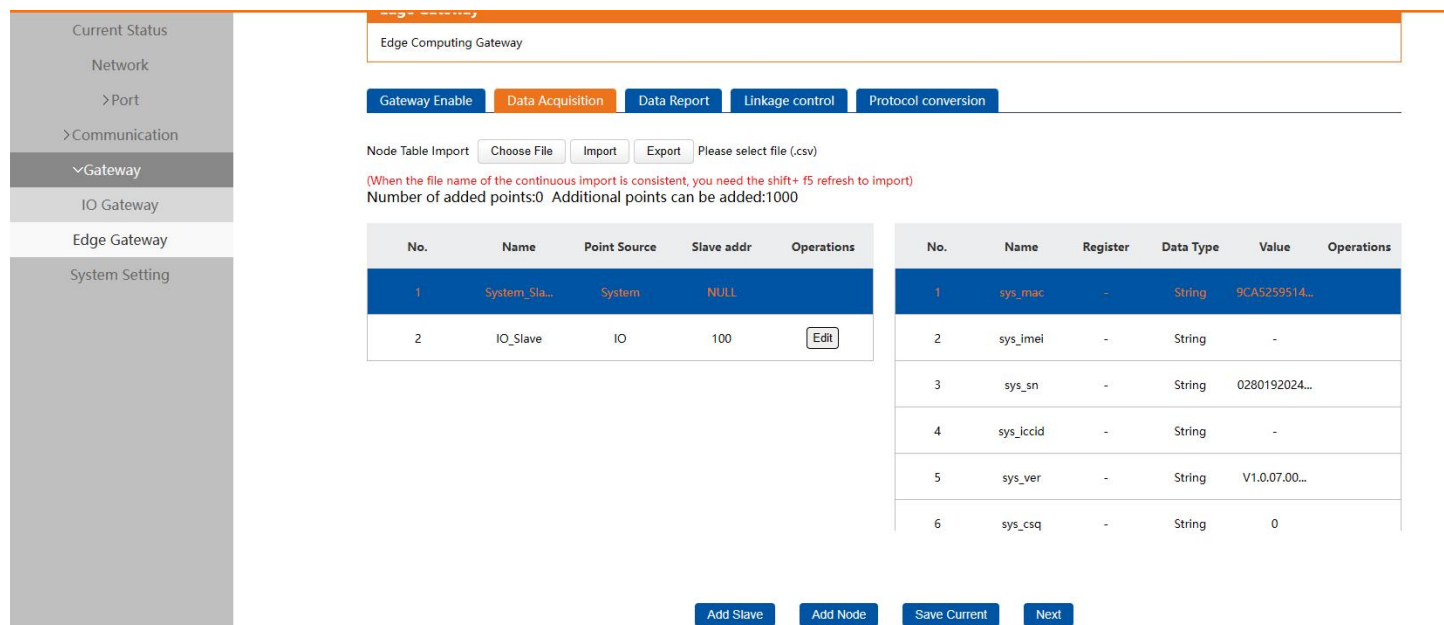 Current Status
Network
>Port
>Communication
Gateway
IO Gateway
Edge Gateway
System Setting
Edge Gateway
Edge Computing Gateway
Gateway Enable Data Acquisition Data Report Linkage control Protocol conversion
Node Table Import Choose File Import Export Please select file (.csv)
(When the file name of the continuous import is consistent, you need the shift+ f5 refresh to import)
Number of added points:0 Additional points can be added:1000
No. Name Point Source Slave addr Operations
1 System_Sla... System NULL
2 IO_Slave IO 100 Edit
No. Name Register Data Type Value Operations
1 sys_mac - String 9CA5259514...
2 sys_imei - String -
3 sys_sn - String 0280192024...
4 sys_iccid - String -
5 sys_ver - String V1.0.07.00...
6 sys_csq - String 0
Add Slave Add Node Save Current Next